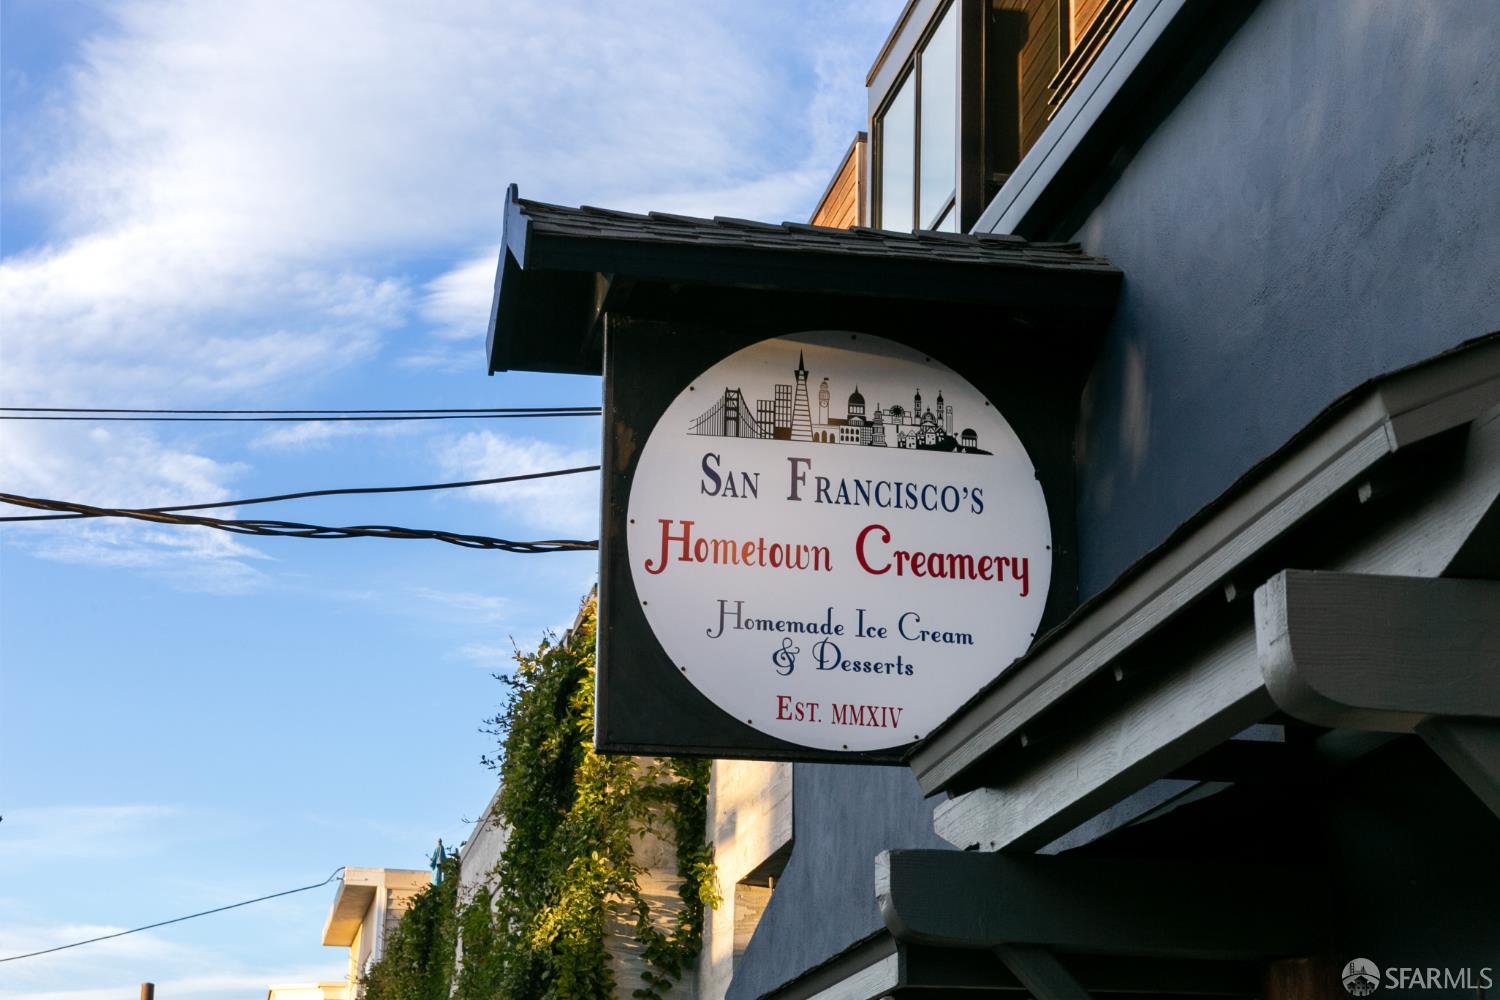 San Francisco's
Hometown Creamery
Homemade Ice Cream
& Desserts
Est. MMXIV
SFARMLS